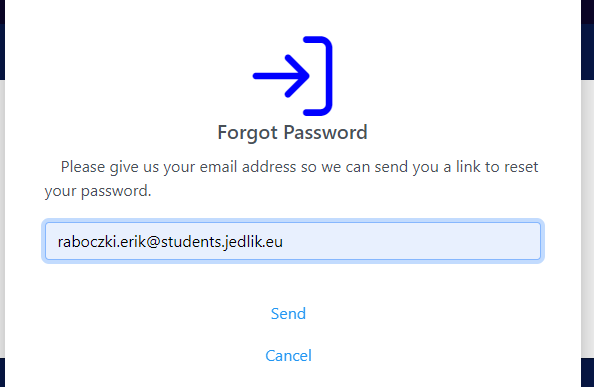 Forgot Password
Please give us your email address so we can send you a link to reset
your password.
raboczki.erik@students.jedlik.eu
Send
Cancel